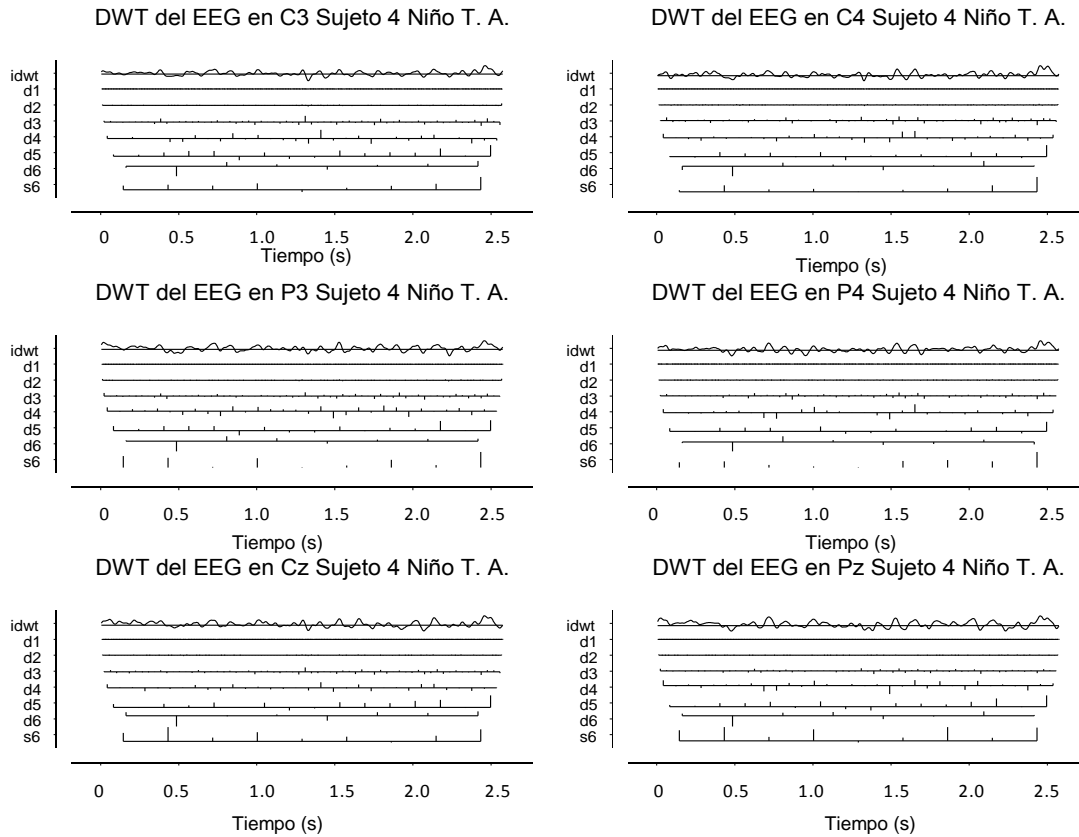 DWT del EEG en C3 Sujeto 4 Niño T. A.
idwt
d1
d2
d3
d4
d5
d6
s6
0 0.5 1.0 1.5 2.0 2.5
Tiempo (s)
DWT del EEG en C4 Sujeto 4 Niño T. A.
idwt
d1
d2
d3
d4
d5
d6
s6
0 0.5 1.0 1.5 2.0 2.5
Tiempo (s)
DWT del EEG en P3 Sujeto 4 Niño T. A.
idwt
d1
d2
d3
d4
d5
d6
s6
0 0.5 1.0 1.5 2.0 2.5
Tiempo (s)
DWT del EEG en P4 Sujeto 4 Niño T. A.
idwt
d1
d2
d3
d4
d5
d6
s6
0 0.5 1.0 1.5 2.0 2.5
Tiempo (s)
DWT del EEG en Cz Sujeto 4 Niño T. A.
idwt
d1
d2
d3
d4
d5
d6
s6
0 0.5 1.0 1.5 2.0 2.5
Tiempo (s)
DWT del EEG en Pz Sujeto 4 Niño T. A.
idwt
d1
d2
d3
d4
d5
d6
s6
0 0.5 1.0 1.5 2.0 2.5
Tiempo (s)